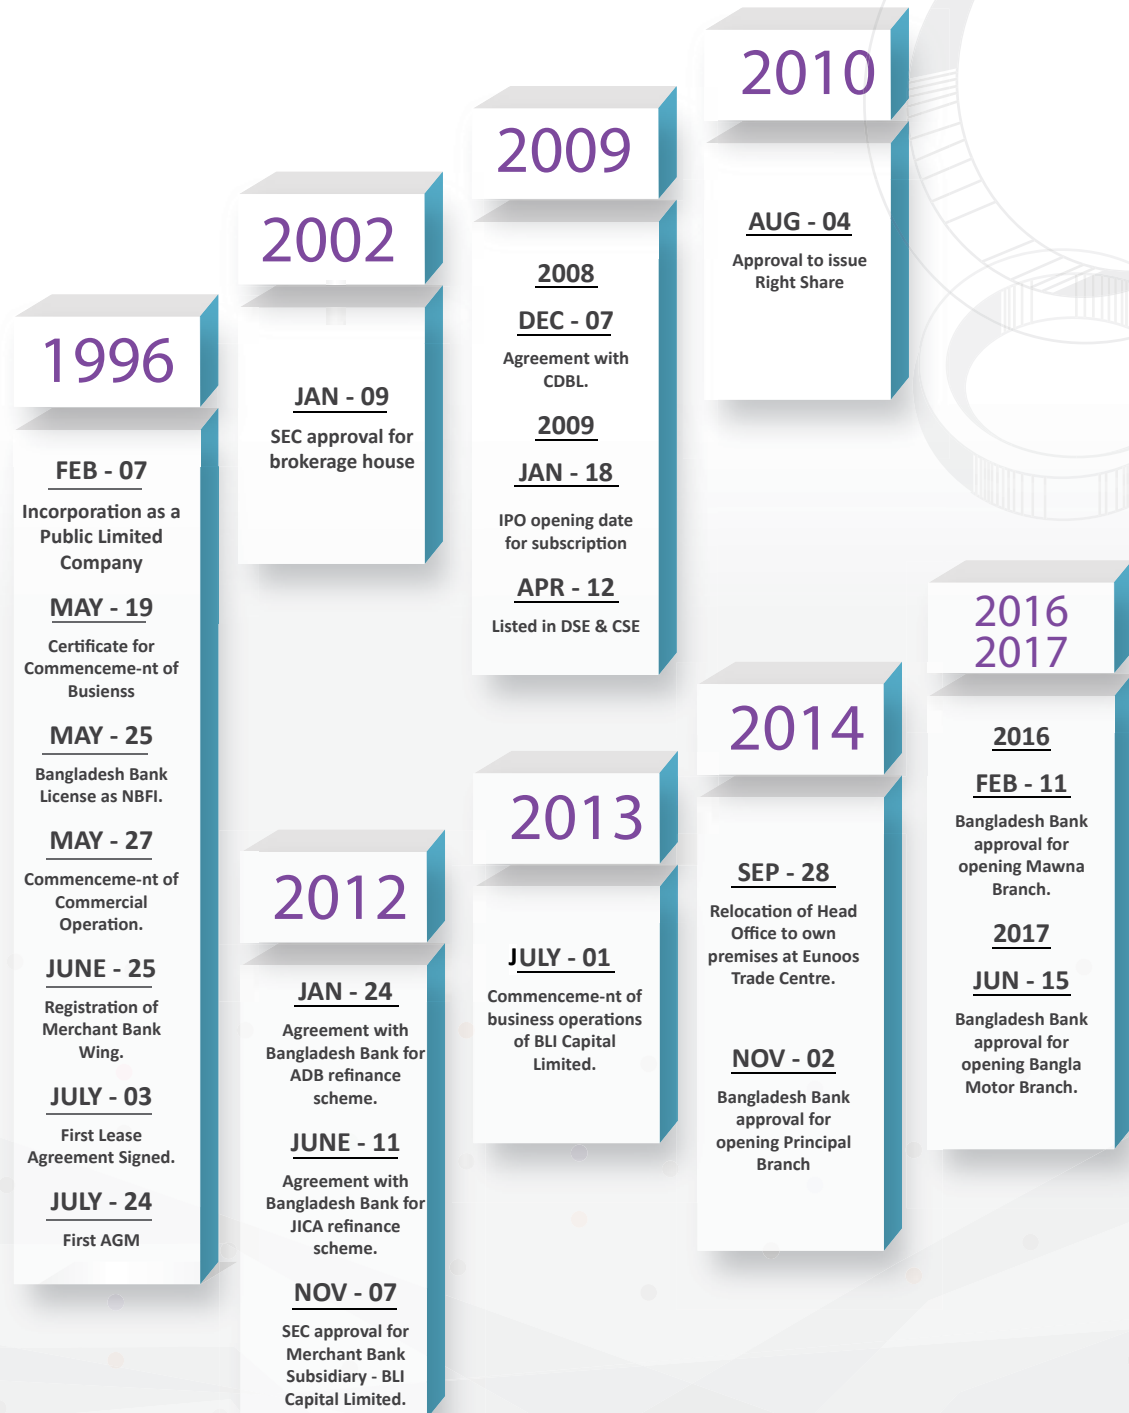 1996
FEB - 07
Incorporation as a
Public Limited
Company
MAY - 19
Certificate for
Commenceme-nt of
Busienss
MAY - 25
Bangladesh Bank
License as NBFI.
MAY - 27
Commenceme-nt of
Commercial
Operation.
JUNE - 25
Registration of
Merchant Bank
Wing.
JULY - 03
First Lease
Agreement Signed.
JULY - 24
First AGM
2002
JAN - 09
SEC approval for
brokerage house
2009
2008
DEC - 07
Agreement with
CDBL.
2009
JAN - 18
IPO opening date
for subscription
APR - 12
Listed in DSE & CSE
2010
AUG - 04
Approval to issue
Right Share
2012
JAN - 24
Agreement with
Bangladesh Bank for
ADB refinance
scheme.
JUNE - 11
Agreement with
Bangladesh Bank for
JICA refinance
scheme.
NOV - 07
SEC approval for
Merchant Bank
Subsidiary - BLI
Capital Limited.
2013
JULY - 01
Commenceme-nt of
business operations
of BLI Capital
Limited.
2014
SEP - 28
Relocation of Head
Office to own
premises at Eunoos
Trade Centre.
NOV - 02
Bangladesh Bank
approval for
opening Principal
Branch
2016
2017
2016
FEB - 11
Bangladesh Bank
approval for
opening Mawna
Branch.
2017
JUN - 15
Bangladesh Bank
approval for
opening Bangla
Motor Branch.